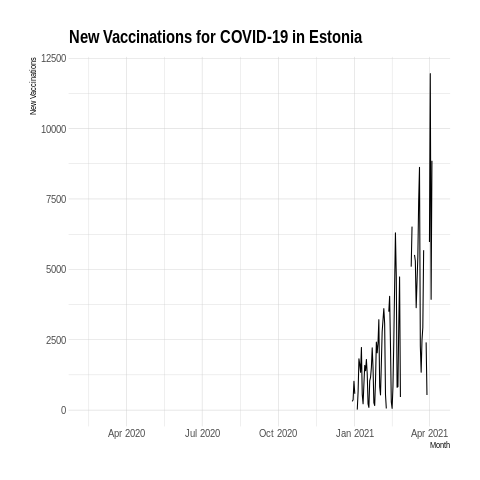 New Vaccinations for COVID-19 in Estonia
New Vaccinations
12500
10000
7500
5000
2500
0
Apr 2020 Jul 2020 Oct 2020 Jan 2021 Apr 2021
Month